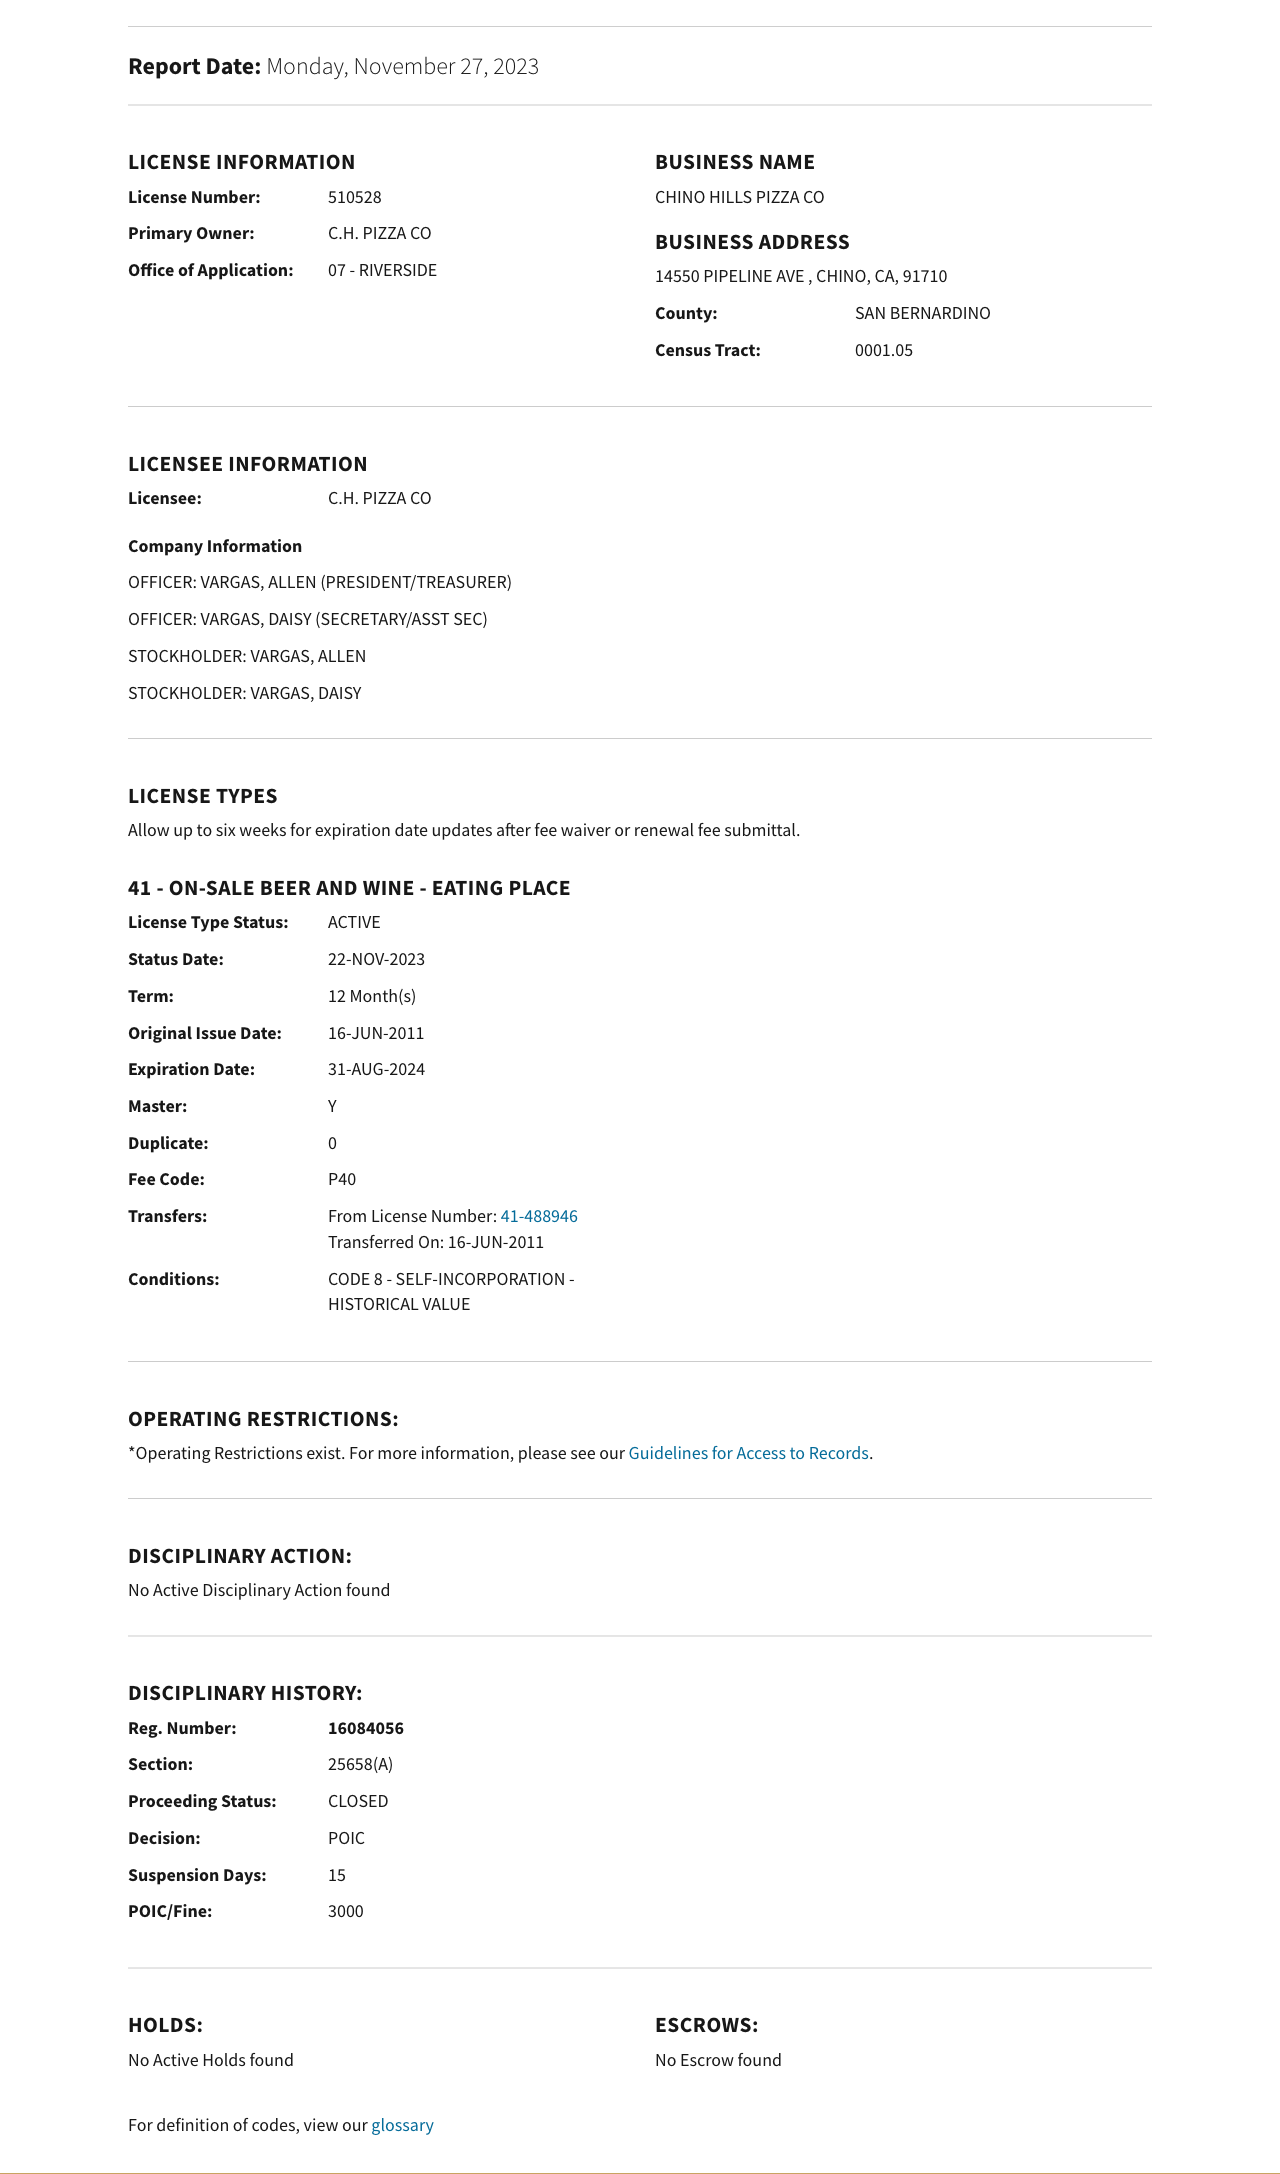 Report Date: Monday, November 27, 2023
LICENSE INFORMATION
License Number: 510528
Primary Owner: C.H. PIZZA CO
Office of Application: 07 - RIVERSIDE
BUSINESS NAME
CHINO HILLS PIZZA CO
BUSINESS ADDRESS
14550 PIPELINE AVE , CHINO, CA, 91710
County: SAN BERNARDINO
Census Tract: 0001.05
LICENSEE INFORMATION
Licensee: C.H. PIZZA CO
Company Information
OFFICER: VARGAS, ALLEN (PRESIDENT/TREASURER)
OFFICER: VARGAS, DAISY (SECRETARY/ASST SEC)
STOCKHOLDER: VARGAS, ALLEN
STOCKHOLDER: VARGAS, DAISY
LICENSE TYPES
Allow up to six weeks for expiration date updates after fee waiver or renewal fee submittal.
41 - ON-SALE BEER AND WINE - EATING PLACE
License Type Status: ACTIVE
Status Date: 22-NOV-2023
Term: 12 Month(s)
Original Issue Date: 16-JUN-2011
Expiration Date: 31-AUG-2024
Master: Y
Duplicate: 0
Fee Code: P40
Transfers: From License Number: 41-488946
Transferred On: 16-JUN-2011
Conditions: CODE 8 - SELF-INCORPORATION -
HISTORICAL VALUE
OPERATING RESTRICTIONS:
*Operating Restrictions exist. For more information, please see our Guidelines for Access to Records.
DISCIPLINARY ACTION:
No Active Disciplinary Action found
DISCIPLINARY HISTORY:
Reg. Number: 16084056
Section: 25658(A)
Proceeding Status: CLOSED
Decision: POIC
Suspension Days: 15
POIC/Fine: 3000
HOLDS:
No Active Holds found
ESCROWS:
No Escrow found
For definition of codes, view our glossary